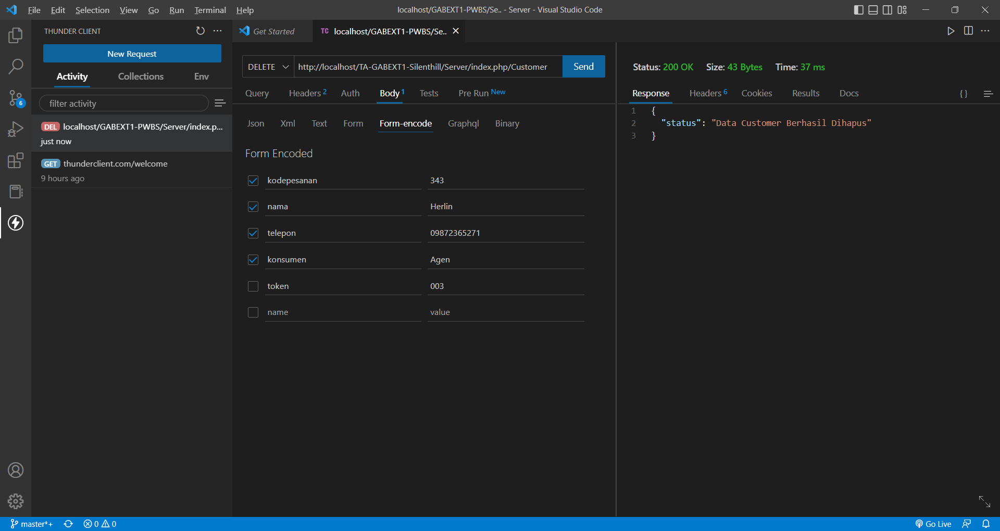 File Edit Selection View Go Run Terminal Help
localhost/GABEXT1-PWBS/Se.. - Server - Visual Studio Code
THUNDER CLIENT
New Request
Activity Collections Env
filter activity
DEL localhost/GABEXT1-PWBS/Server/index.p...
just now
GET thunderclient.com/welcome
9 hours ago
6
Get Started
TC localhost/GABEXT1-PWBS/Se..
DELETE http://localhost/TA-GABEXT1-Silenthill/Server/index.php/Customer Send
Query Headers 2 Auth Body 1 Tests Pre Run New
Json Xml Text Form Form-encode Graphql Binary
Form Encoded
kodepesanan 343
nama Herlin
telepon 09872365271
konsumen Agen
token 003
name value
Status: 200 OK Size: 43 Bytes Time: 37 ms
Response Headers 6 Cookies Results Docs {}
1 {
2 "status": "Data Customer Berhasil Dihapus"
3 }
master*+ 0 0 Go Live